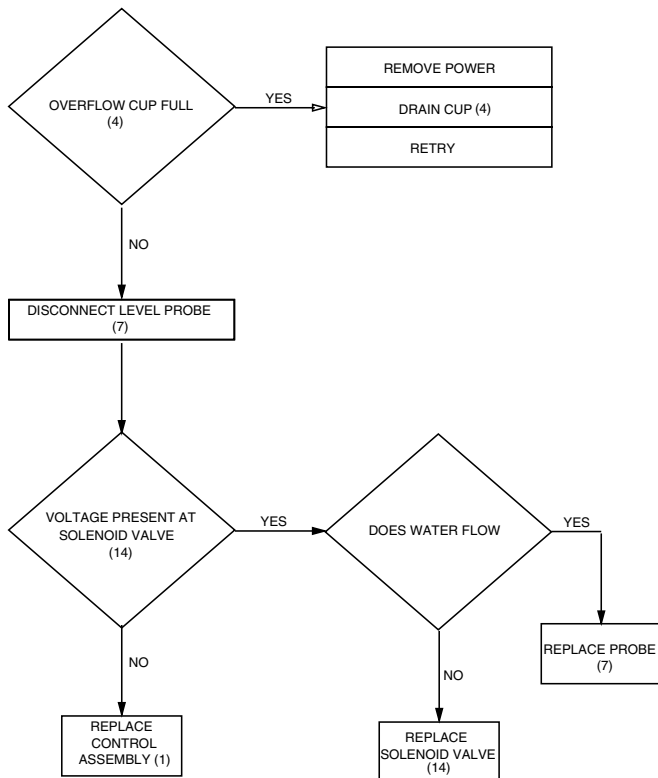 OVERFLOW CUP FULL
(4)
YES
REMOVE POWER
DRAIN CUP (4)
RETRY
NO
DISCONNECT LEVEL PROBE
(7)
VOLTAGE PRESENT AT
SOLENOID VALVE
(14)
YES
DOES WATER FLOW
YES
REPLACE PROBE
(7)
NO
REPLACE
CONTROL
ASSEMBLY (1)
NO
REPLACE
SOLENOID VALVE
(14)